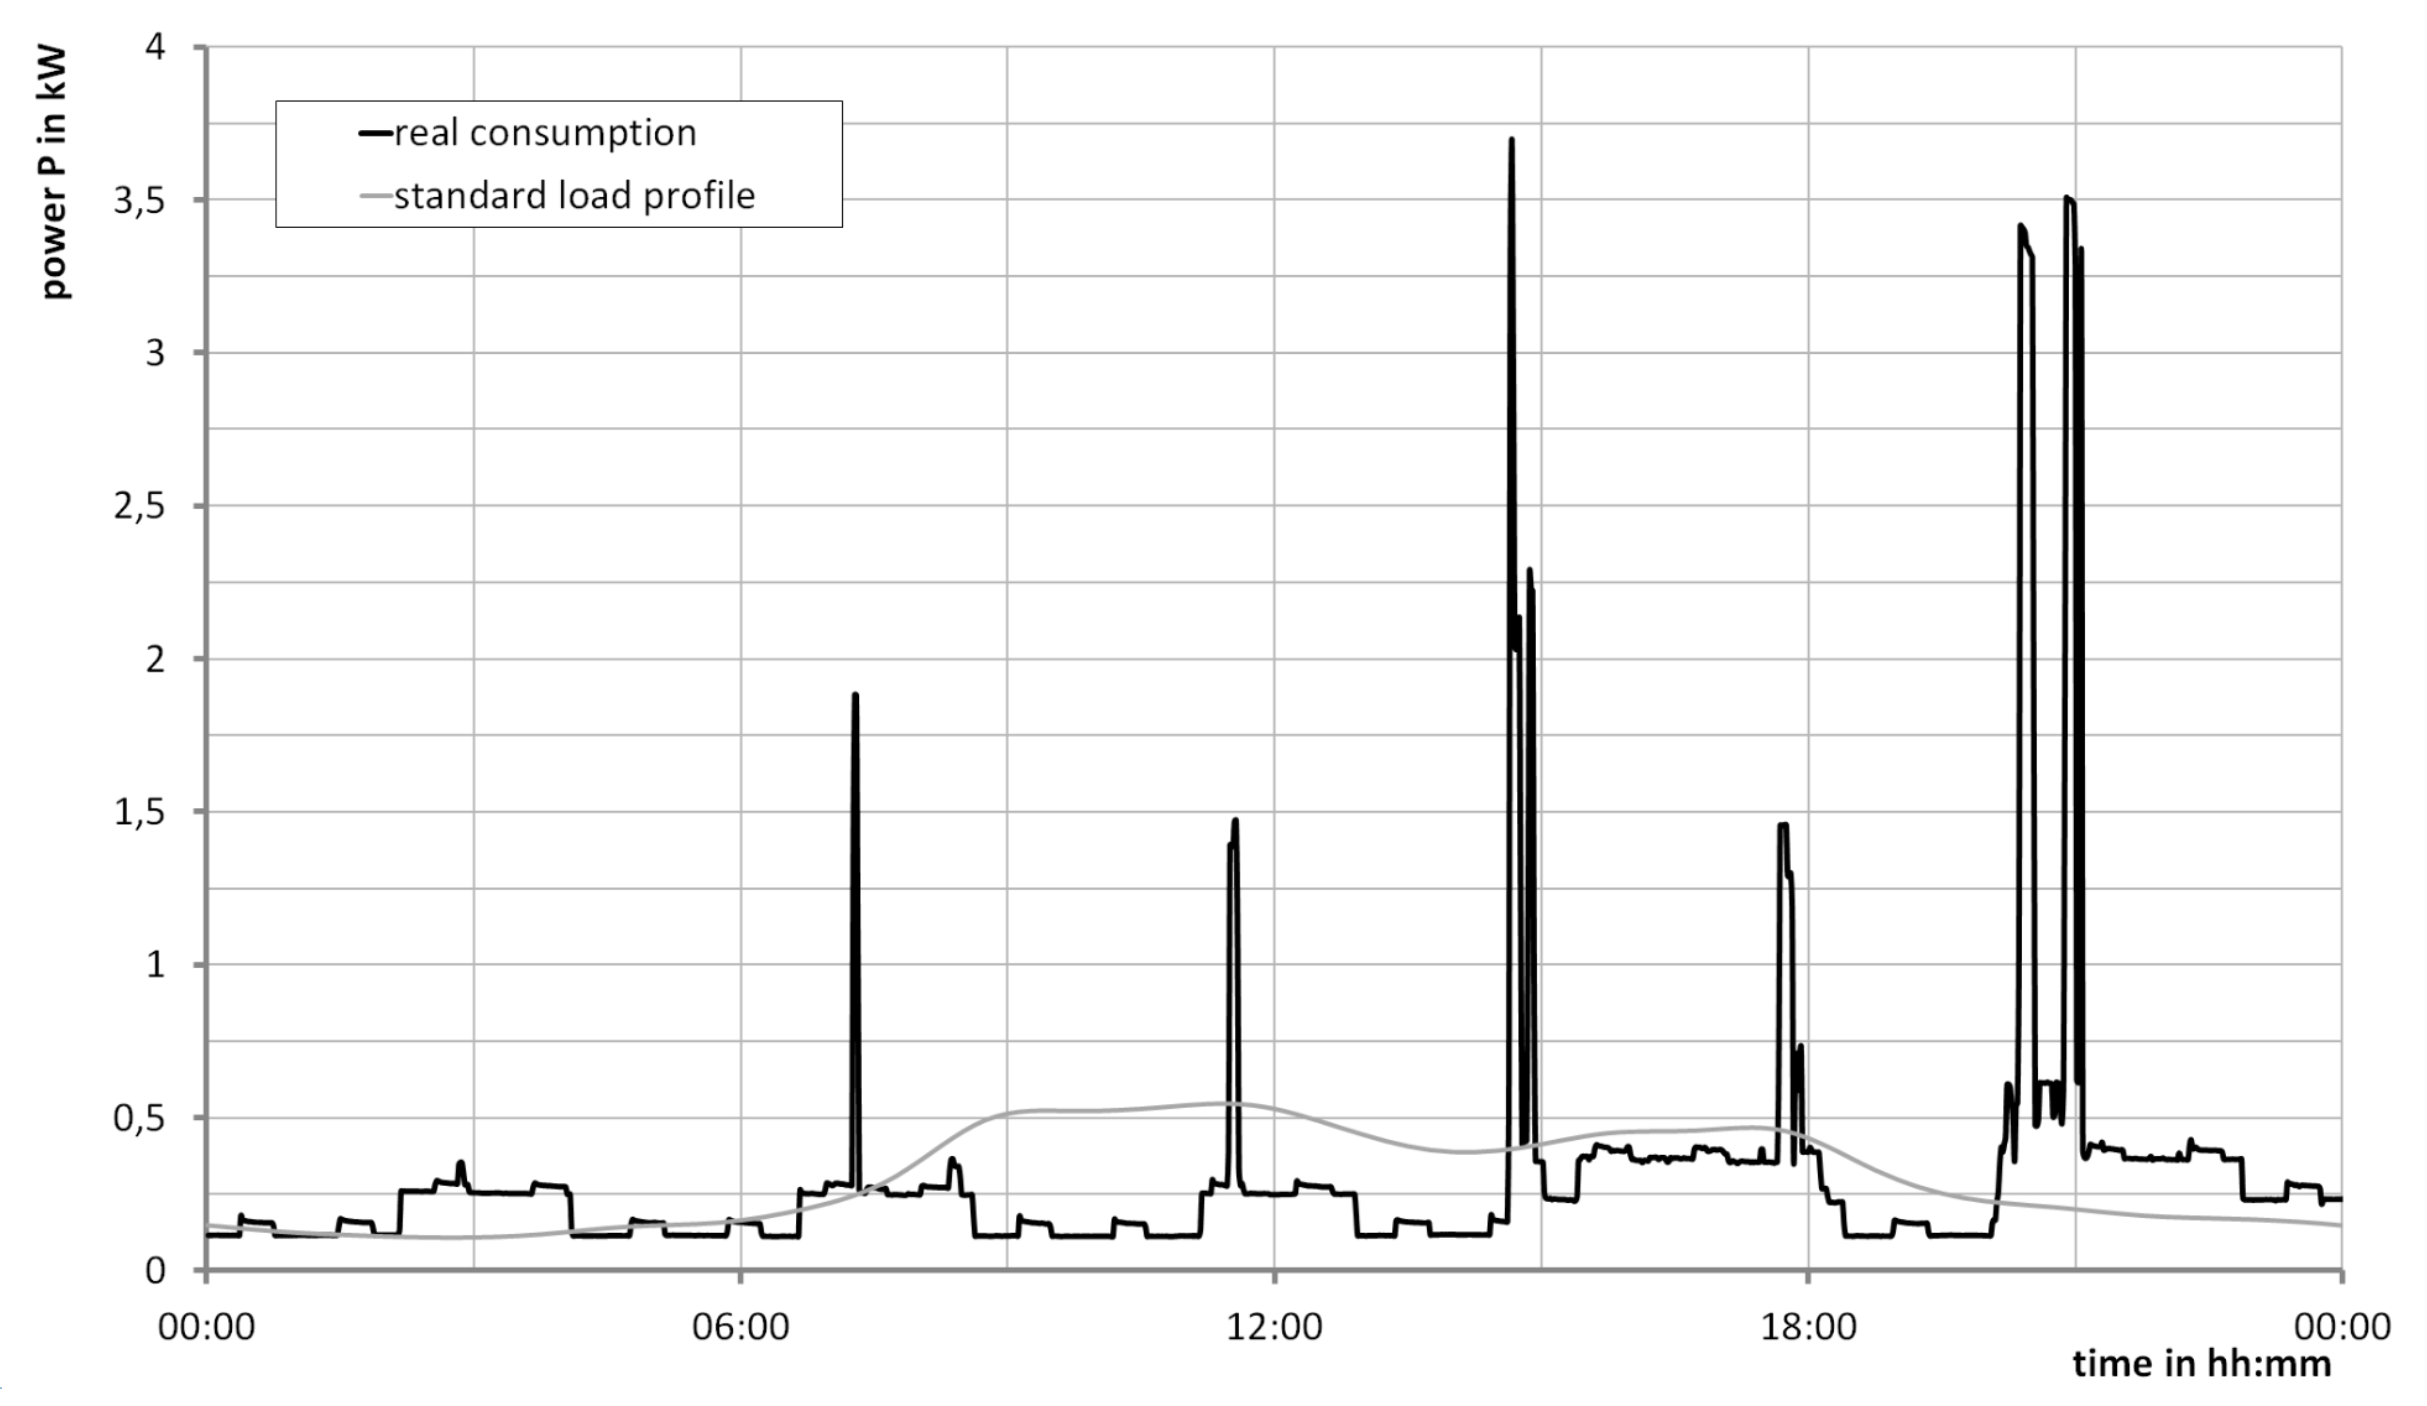 power P in kW
4
3,5
3
2,5
2
1,5
1
0,5
0
real consumption
standard load profile
00:00 06:00 12:00 18:00 00:00
time in hh:mm